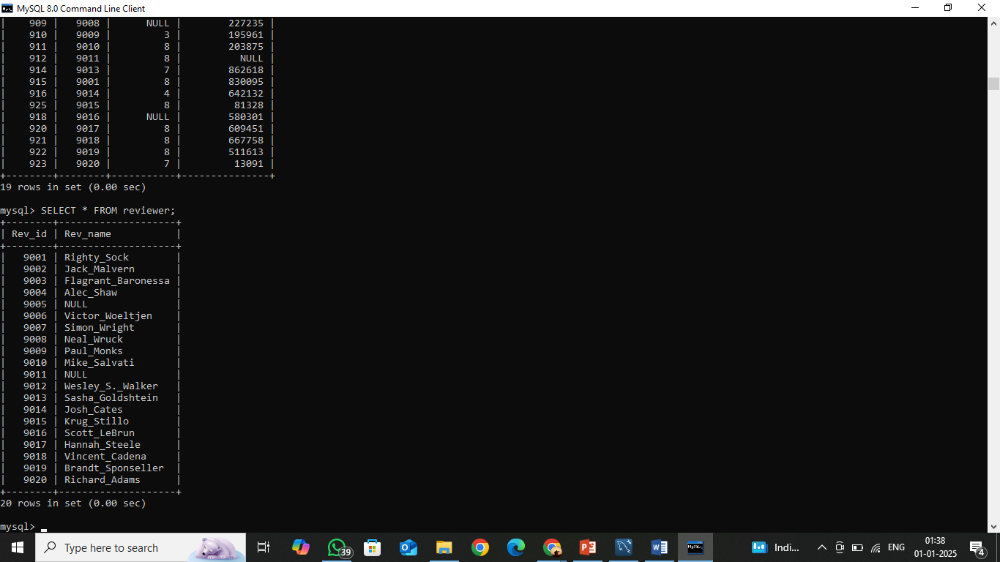 MySQL 8.0 Command Line Client
| 909 | 9008 | NULL | 227235 |
| 910 | 9009 | 3 | 195961 |
| 911 | 9010 | 8 | 203875 |
| 912 | 9011 | 8 | NULL |
| 914 | 9013 | 7 | 862618 |
| 915 | 9001 | 8 | 830095 |
| 916 | 9014 | 4 | 642132 |
| 925 | 9015 | 8 | 81328 |
| 918 | 9016 | NULL | 580301 |
| 920 | 9017 | 8 | 609451 |
| 921 | 9018 | 8 | 667758 |
| 922 | 9019 | 8 | 511613 |
| 923 | 9020 | 7 | 13091 |
+--------+--------+-----------+---------------+
19 rows in set (0.00 sec)
mysql> SELECT * FROM reviewer;
+--------+--------------------+
| Rev_id | Rev_name |
+--------+--------------------+
| 9001 | Righty_Sock |
| 9002 | Jack_Malvern |
| 9003 | Flagrant_Baronessa |
| 9004 | Alec_Shaw |
| 9005 | NULL |
| 9006 | Victor_Woeltjen |
| 9007 | Simon_Wright |
| 9008 | Neal_Wruck |
| 9009 | Paul_Monks |
| 9010 | Mike_Salvati |
| 9011 | NULL |
| 9012 | Wesley_S._Walker |
| 9013 | Sasha_Goldshtein |
| 9014 | Josh_Cates |
| 9015 | Krug_Stillo |
| 9016 | Scott_LeBrun |
| 9017 | Hannah_Steele |
| 9018 | Vincent_Cadena |
| 9019 | Brandt_Sponseller |
| 9020 | Richard_Adams |
+--------+--------------------+
20 rows in set (0.00 sec)
mysql> _
Type here to search
39
Indi...
ENG
01:38
01-01-2025
4